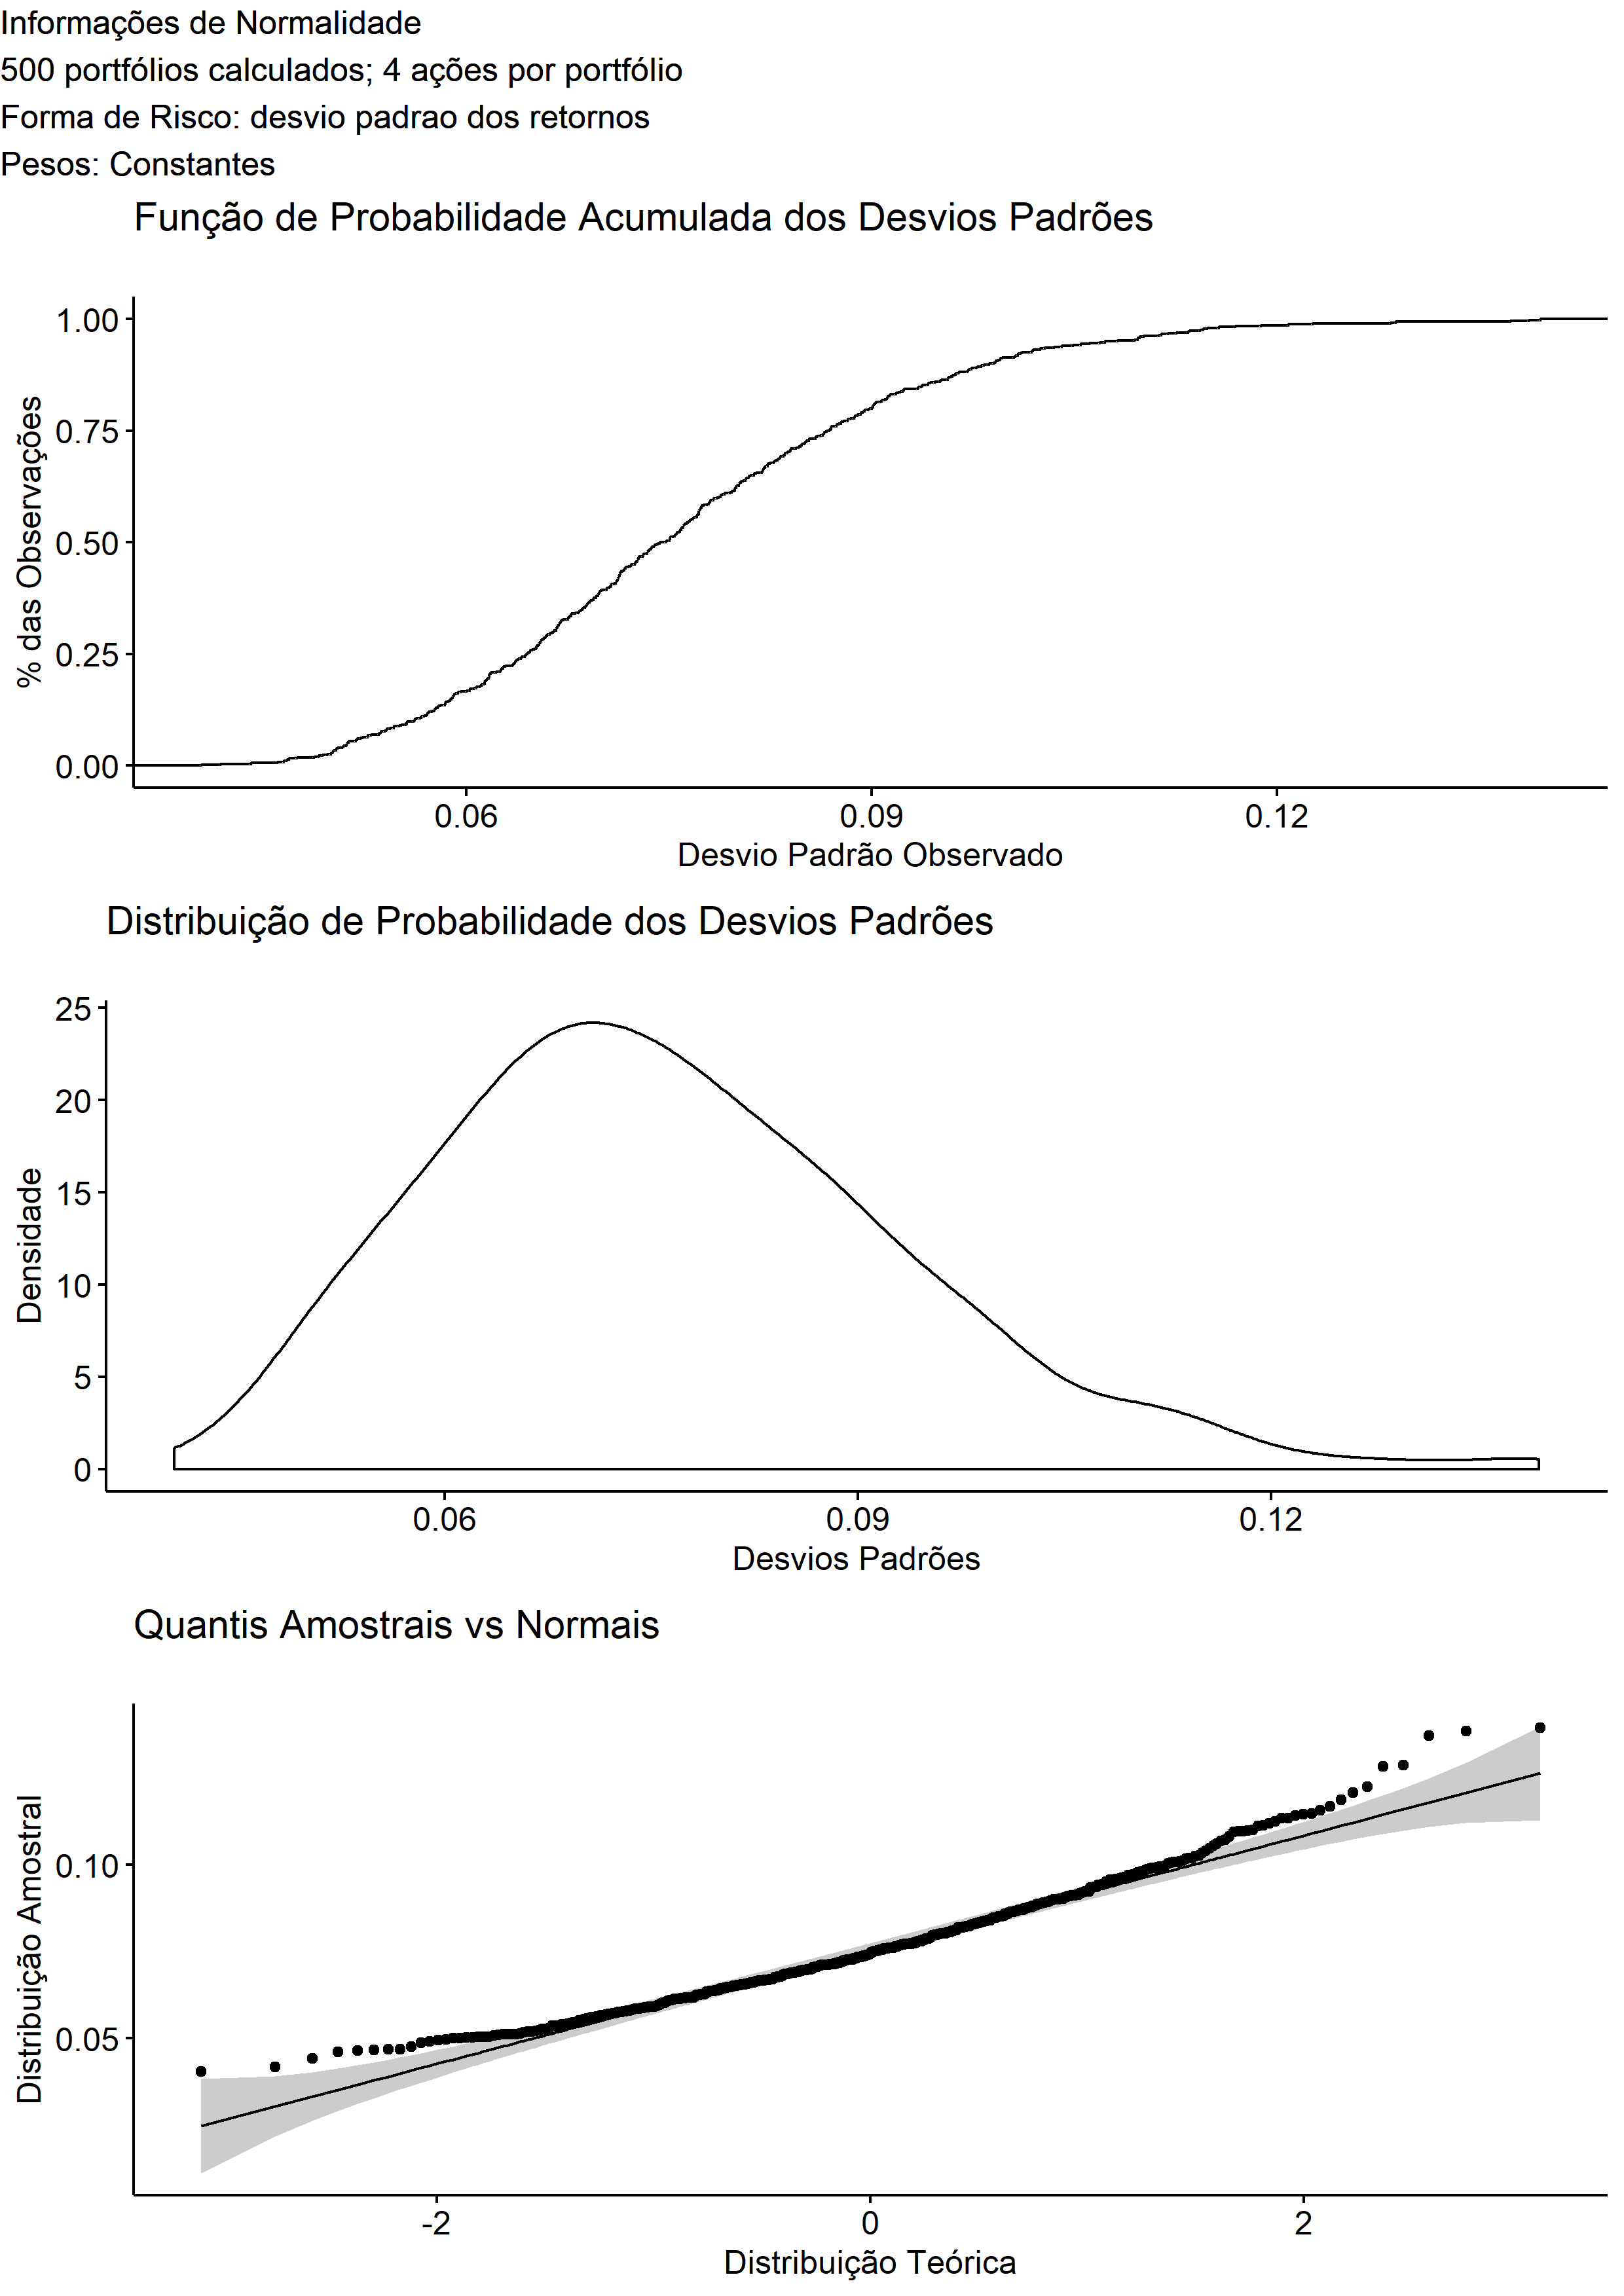 Informações de Normalidade
500 portfólios calculados; 4 ações por portfólio
Forma de Risco: desvio padrao dos retornos
Pesos: Constantes
Função de Probabilidade Acumulada dos Desvios Padrões
% das Observações
1.00
0.75
0.50
0.25
0.00
0.06 0.09 0.12
Desvio Padrão Observado
Distribuição de Probabilidade dos Desvios Padrões
Densidade
25
20
15
10
5
0
0.06 0.09 0.12
Desvios Padrões
Quantis Amostrais vs Normais
Distribuição Amostral
0.10
0.05
-2 0 2
Distribuição Teórica